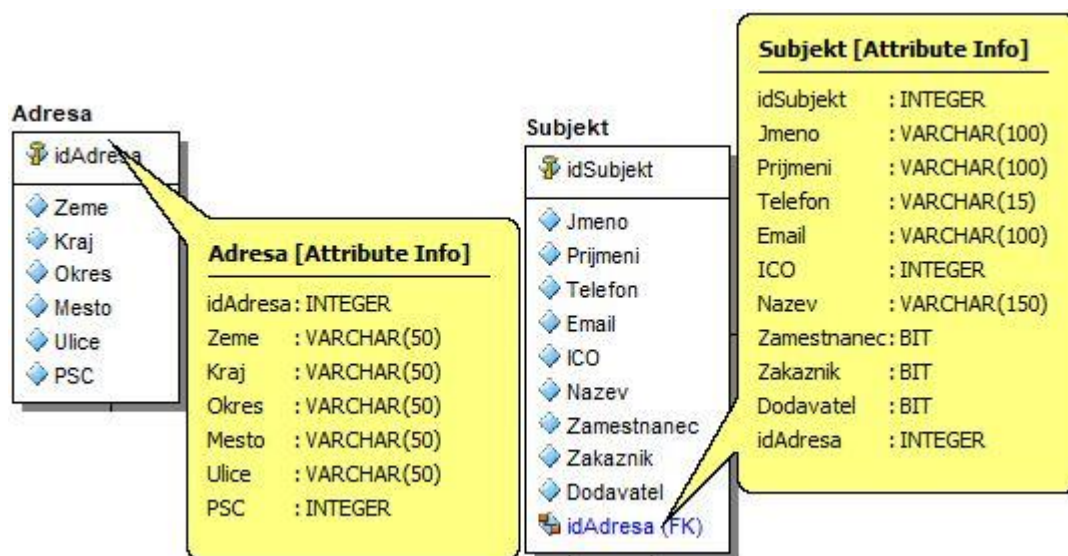 Adresa
idAdresa
Zeme
Kraj
Okres
Mesto
Ulice
PSC
Adresa [Attribute Info]
idAdresa: INTEGER
Zeme : VARCHAR(50)
Kraj : VARCHAR(50)
Okres : VARCHAR(50)
Mesto : VARCHAR(50)
Ulice : VARCHAR(50)
PSC : INTEGER
Subjekt
idSubjekt
Jmeno
Prijmeni
Telefon
Email
ICO
Nazev
Zamestnanec
Zakaznik
Dodavatel
idAdresa (FK)
Subjekt [Attribute Info]
idSubjekt : INTEGER
Jmeno : VARCHAR(100)
Prijmeni : VARCHAR(100)
Telefon : VARCHAR(15)
Email : VARCHAR(100)
ICO : INTEGER
Nazev : VARCHAR(150)
Zamestnanec: BIT
Zakaznik : BIT
Dodavatel : BIT
idAdresa : INTEGER